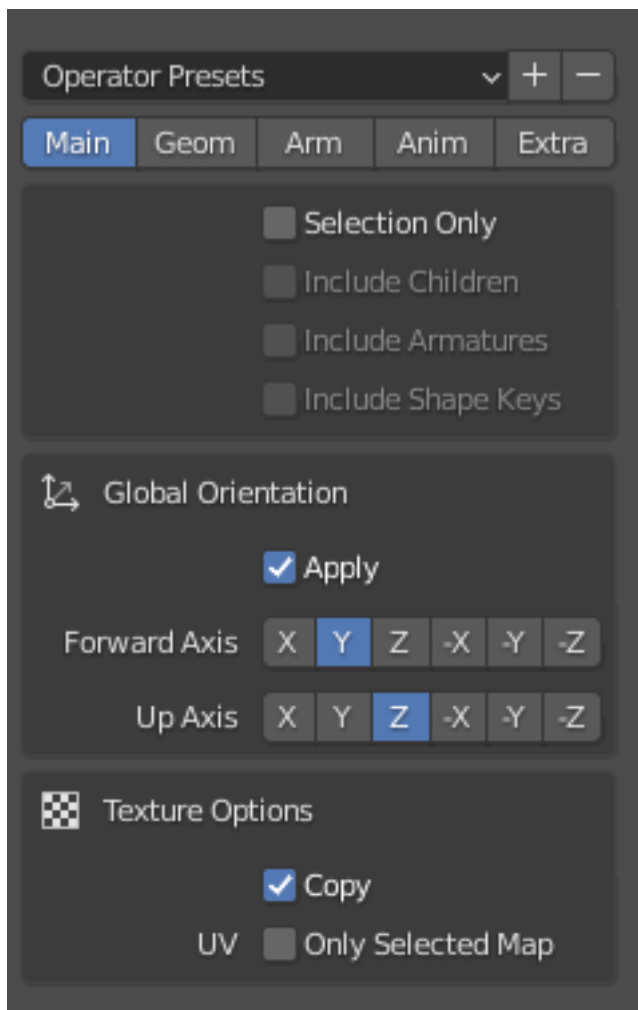 Operator Presets + −
Main Geom Arm Anim Extra
Selection Only
Include Children
Include Armatures
Include Shape Keys
Global Orientation
Apply
Forward Axis X Y Z -X -Y -Z
Up Axis X Y Z -X -Y -Z
Texture Options
Copy
UV Only Selected Map